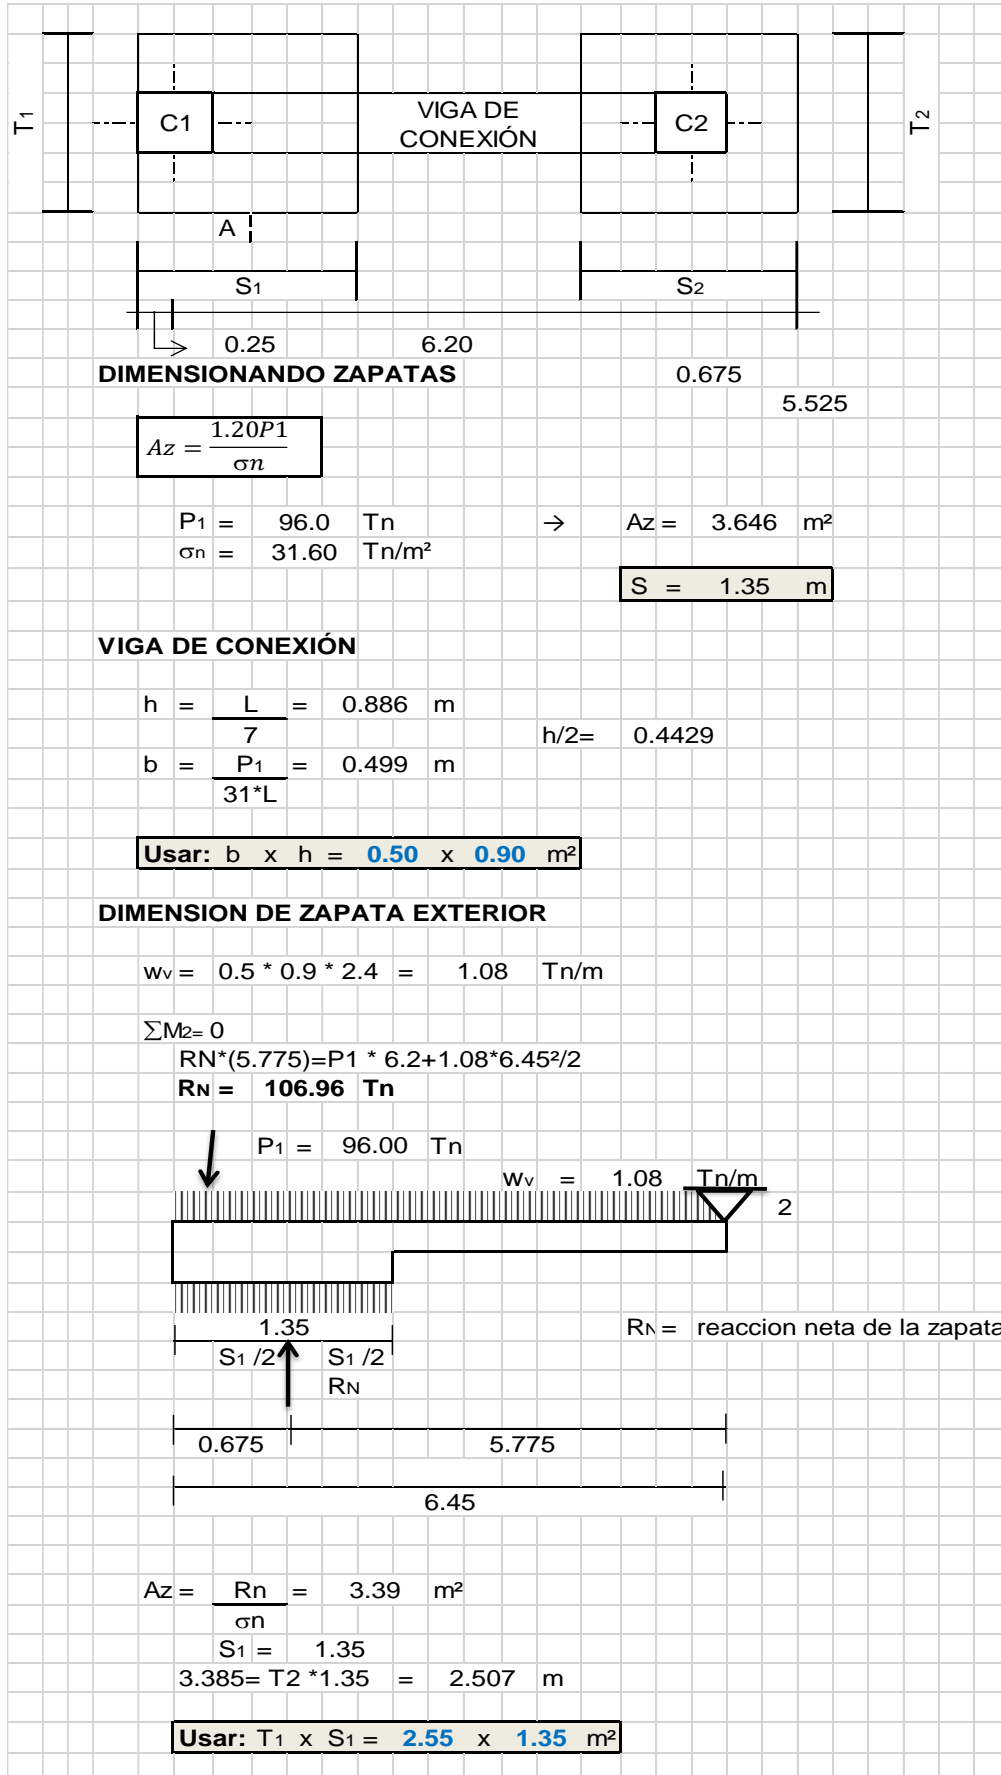 T1
C1
VIGA DE
CONEXIÓN
C2
T2
A
S1
S2
0.25 6.20
DIMENSIONANDO ZAPATAS
0.675
5.525
Az = 1.20P1 / σn
P1 = 96.0 Tn → Az = 3.646 m²
σn = 31.60 Tn/m²
S = 1.35 m
VIGA DE CONEXIÓN
h = L / 7 = 0.886 m
h/2= 0.4429
b = P1 / 31*L = 0.499 m
Usar: b x h = 0.50 x 0.90 m²
DIMENSION DE ZAPATA EXTERIOR
wv = 0.5 * 0.9 * 2.4 = 1.08 Tn/m
∑M2= 0
RN*(5.775)=P1 * 6.2+1.08*6.45²/2
RN = 106.96 Tn
P1 = 96.00 Tn
wv = 1.08 Tn/m
2
1.35
RN = reaccion neta de la zapata
S1 /2 S1 /2
RN
0.675 5.775
6.45
Az = Rn / σn = 3.39 m²
S1 = 1.35
3.385= T2 *1.35 = 2.507 m
Usar: T1 x S1 = 2.55 x 1.35 m²